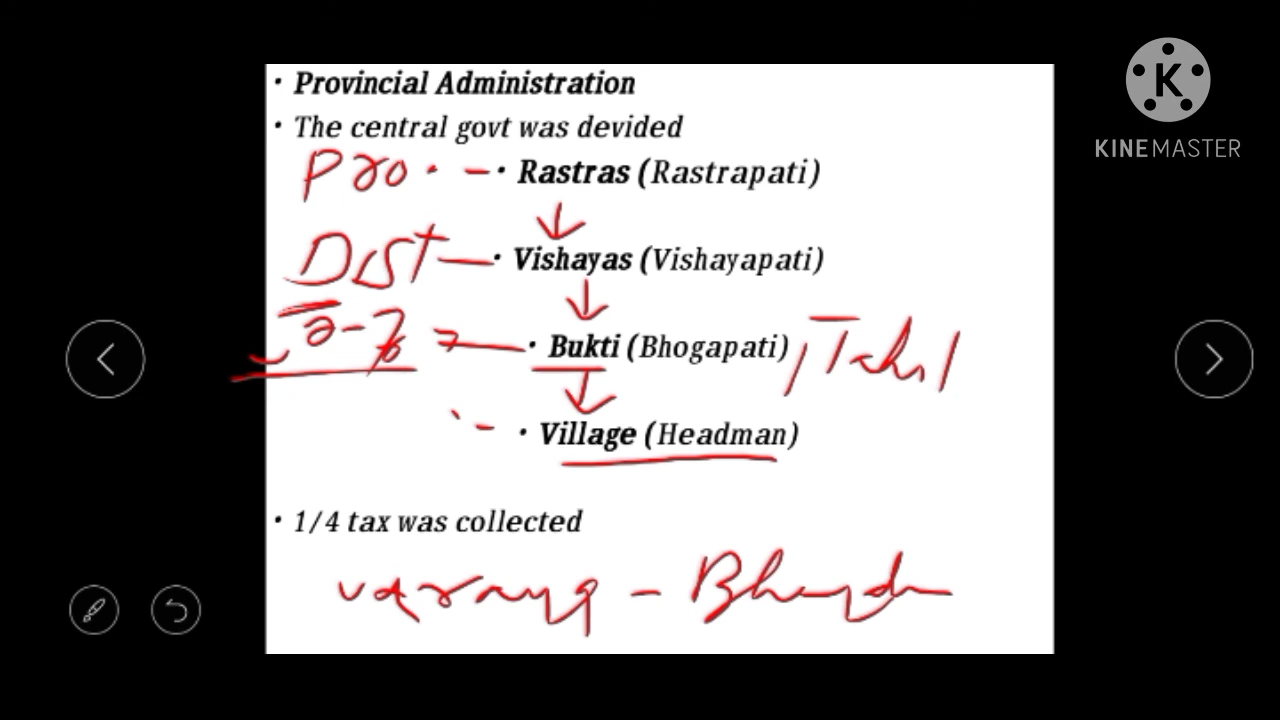 • Provincial Administration
• The central govt was devided
Pro. - • Rastras (Rastrapati)
DIST - • Vishayas (Vishayapati)
• Bukti (Bhogapati)
• Village (Headman)
• 1/4 tax was collected
KINEMASTER